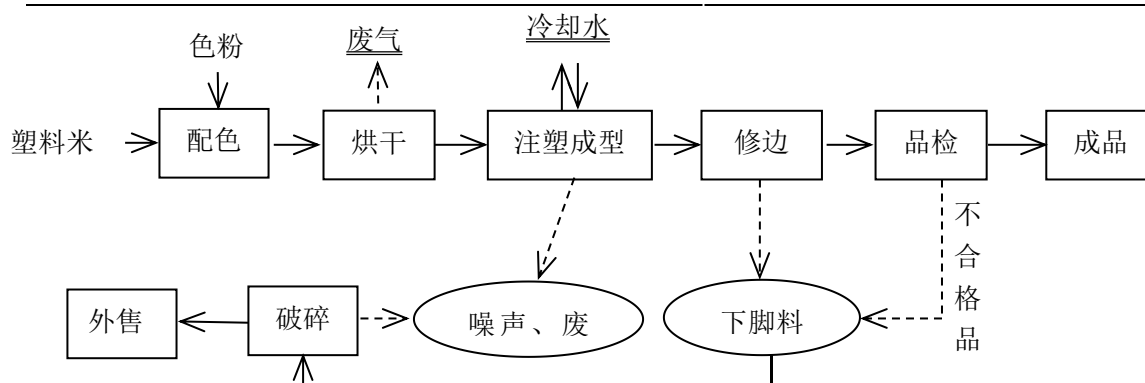 色粉
废气
冷却水
塑料米
配色
烘干
注塑成型
修边
品检
成品
不合格品
外售
破碎
噪声、废
下脚料